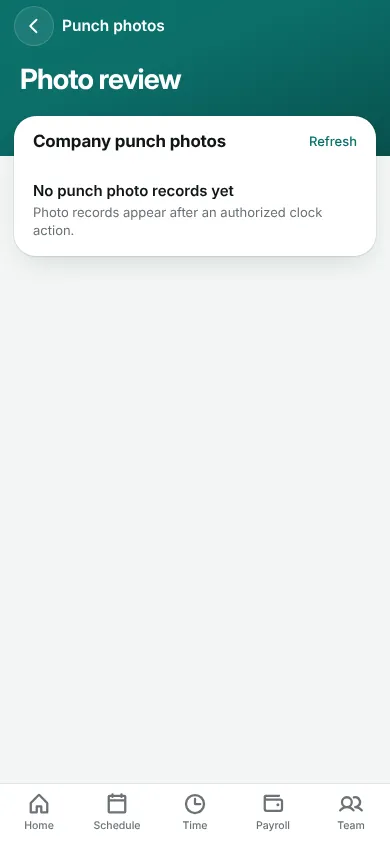 Punch photos
Photo review
Company punch photos
Refresh
No punch photo records yet
Photo records appear after an authorized clock
action.
Home
Schedule
Time
Payroll
Team